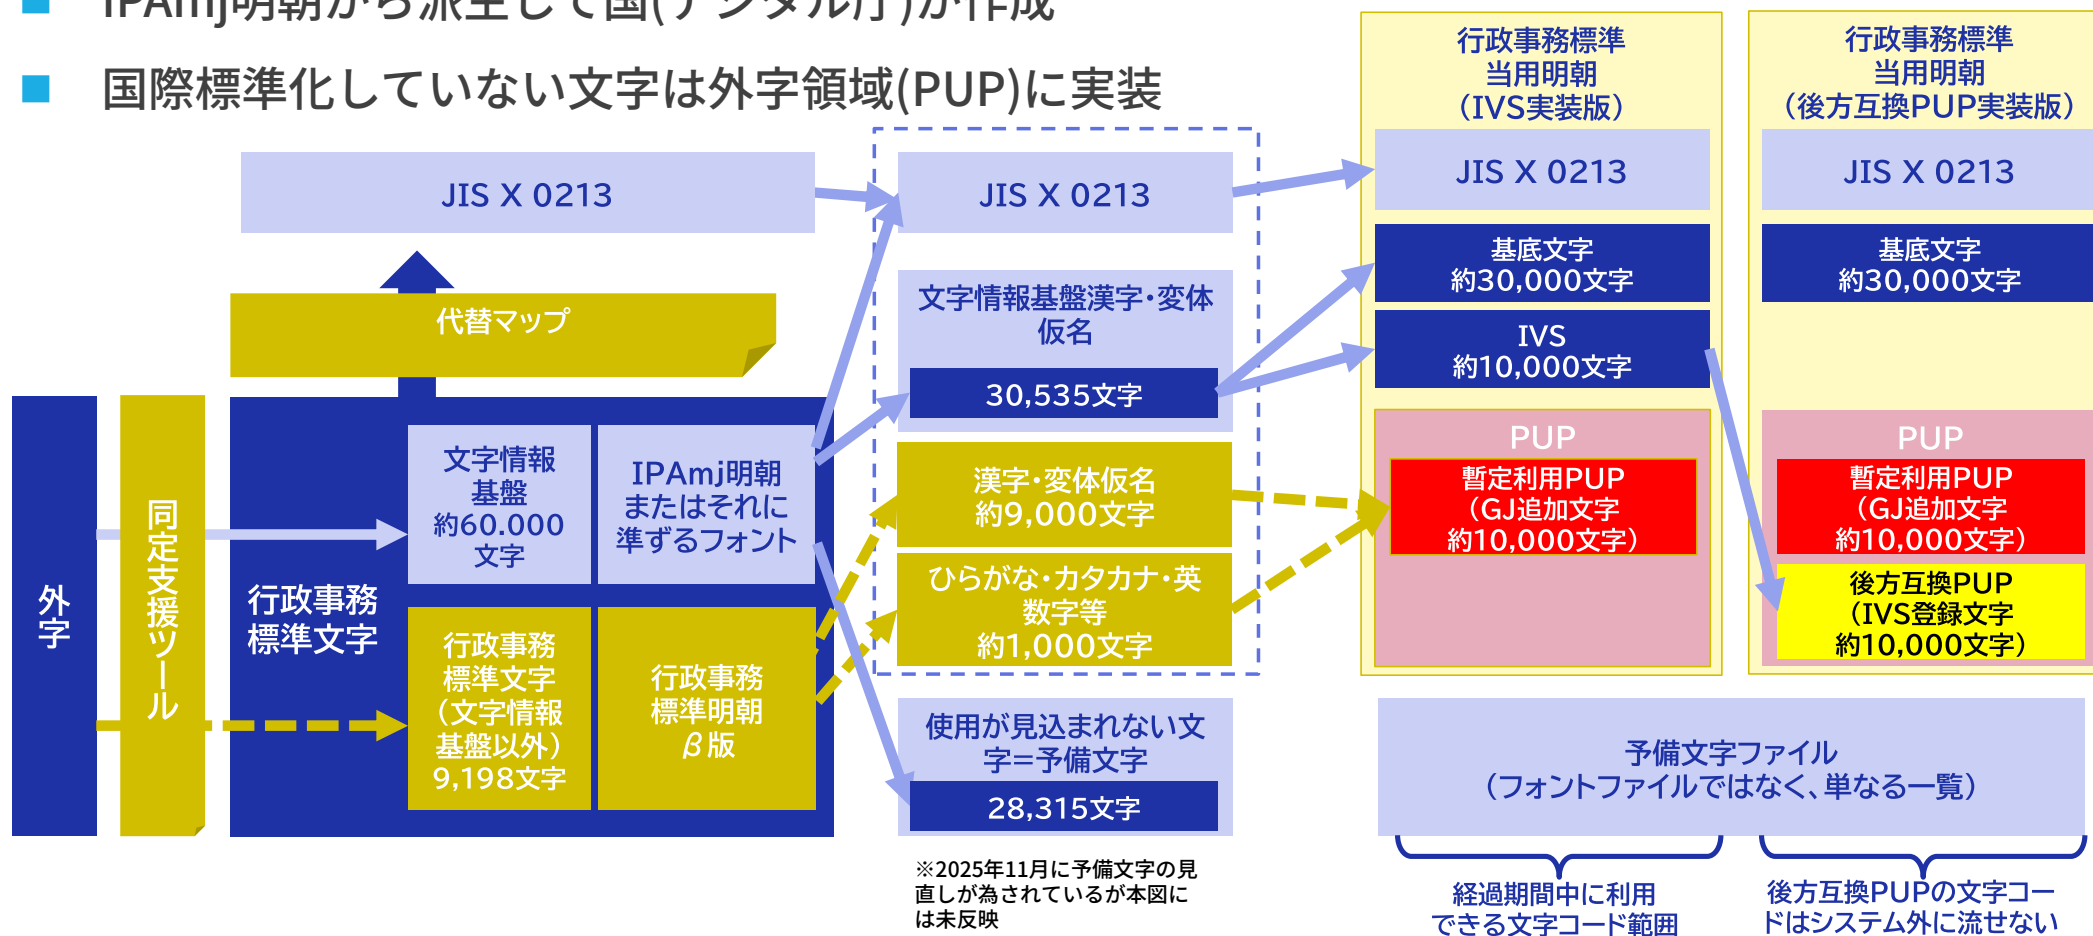 IPAmj明朝から派生して国(デジタル庁)が作成
国際標準化していない文字は外字領域(PUP)に実装
外字
同定支援ツール
JIS X 0213
代替マップ
行政事務
標準文字
文字情報
基盤
約60.000
文字
IPAmj明朝
またはそれに
準ずるフォント
行政事務
標準文字
（文字情報
基盤以外）
9,198文字
行政事務
標準明朝
β版
JIS X 0213
文字情報基盤漢字・変体
仮名
30,535文字
漢字・変体仮名
約9,000文字
ひらがな・カタカナ・英
数字等
約1,000文字
使用が見込まれない文
字＝予備文字
28,315文字
※2025年11月に予備文字の見
直しが為されているが本図に
は未反映
行政事務標準
当用明朝
（IVS実装版）
JIS X 0213
基底文字
約30,000文字
IVS
約10,000文字
PUP
暫定利用PUP
（GJ追加文字
約10,000文字）
行政事務標準
当用明朝
（後方互換PUP実装版）
JIS X 0213
基底文字
約30,000文字
PUP
暫定利用PUP
（GJ追加文字
約10,000文字）
後方互換PUP
（IVS登録文字
約10,000文字）
予備文字ファイル
（フォントファイルではなく、単なる一覧）
経過期間中に利用
できる文字コード範囲
後方互換PUPの文字コー
ドはシステム外に流せない